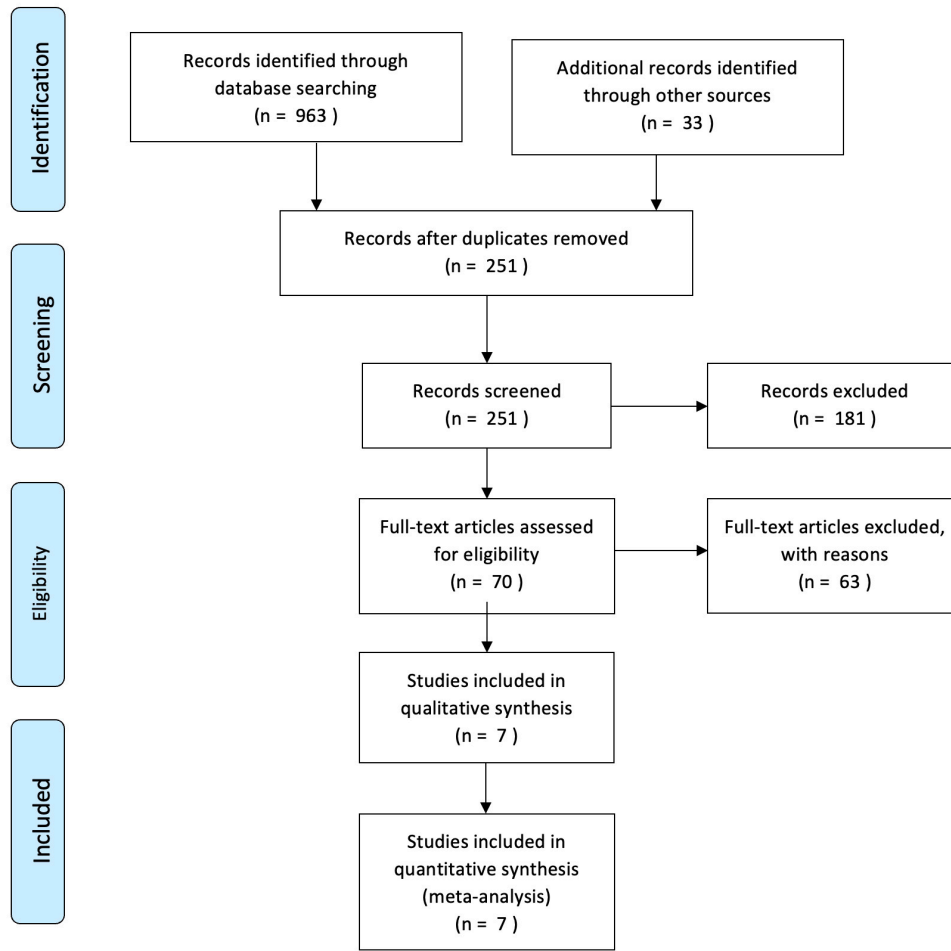 Identification
Records identified through
database searching
(n = 963 )
Additional records identified
through other sources
(n = 33 )
Records after duplicates removed
(n = 251 )
Screening
Records screened
(n = 251 )
Records excluded
(n = 181 )
Eligibility
Full-text articles assessed
for eligibility
(n = 70 )
Full-text articles excluded,
with reasons
(n = 63 )
Studies included in
qualitative synthesis
(n = 7 )
Included
Studies included in
quantitative synthesis
(meta-analysis)
(n = 7 )